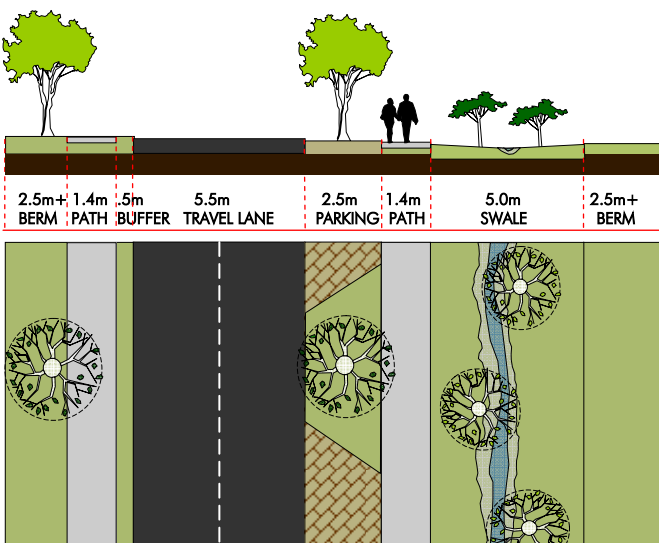 2.5m+ 1.4m .5m 5.5m 2.5m 1.4m 5.0m 2.5m+
BERM PATH BUFFER TRAVEL LANE PARKING PATH SWALE BERM